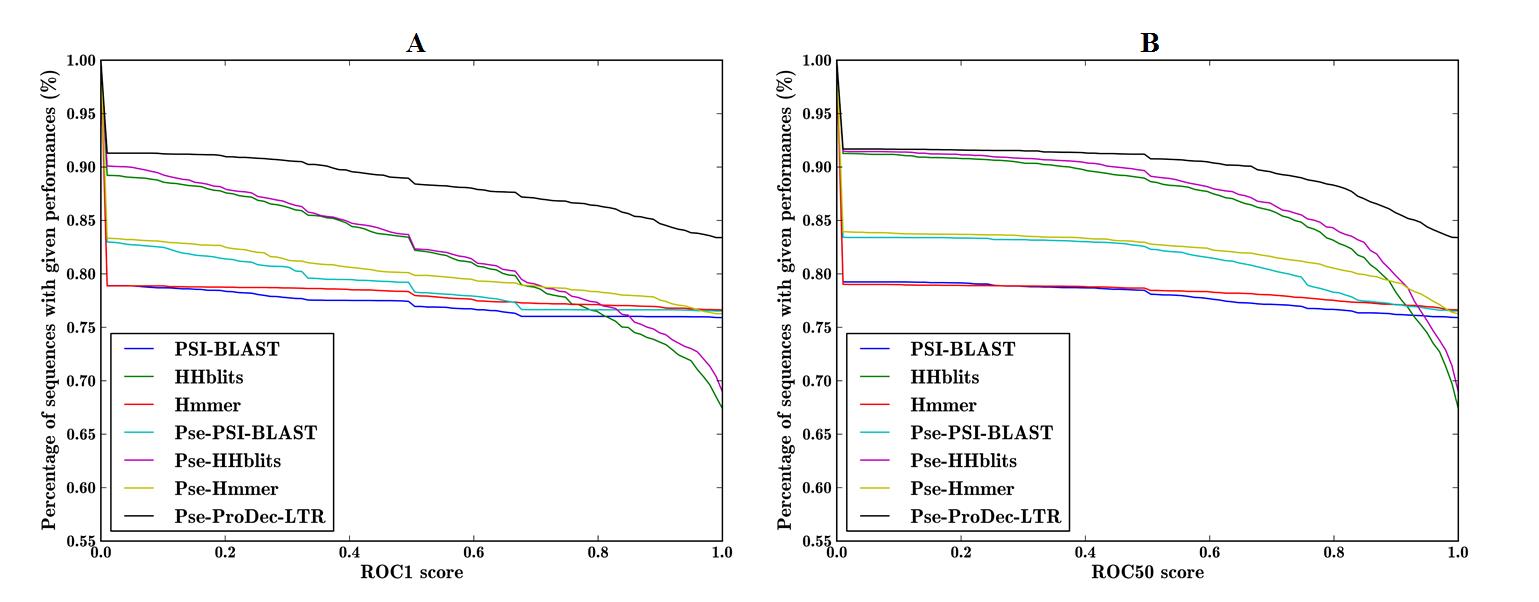 A
Percentage of sequences with given performances (%)
1.00
0.95
0.90
0.85
0.80
0.75
0.70
0.65
0.60
0.55
PSI-BLAST
HHblits
Hmmer
Pse-PSI-BLAST
Pse-HHblits
Pse-Hmmer
Pse-ProDec-LTR
0.0 0.2 0.4 0.6 0.8 1.0
ROC1 score
B
Percentage of sequences with given performances (%)
1.00
0.95
0.90
0.85
0.80
0.75
0.70
0.65
0.60
0.55
PSI-BLAST
HHblits
Hmmer
Pse-PSI-BLAST
Pse-HHblits
Pse-Hmmer
Pse-ProDec-LTR
0.0 0.2 0.4 0.6 0.8 1.0
ROC50 score